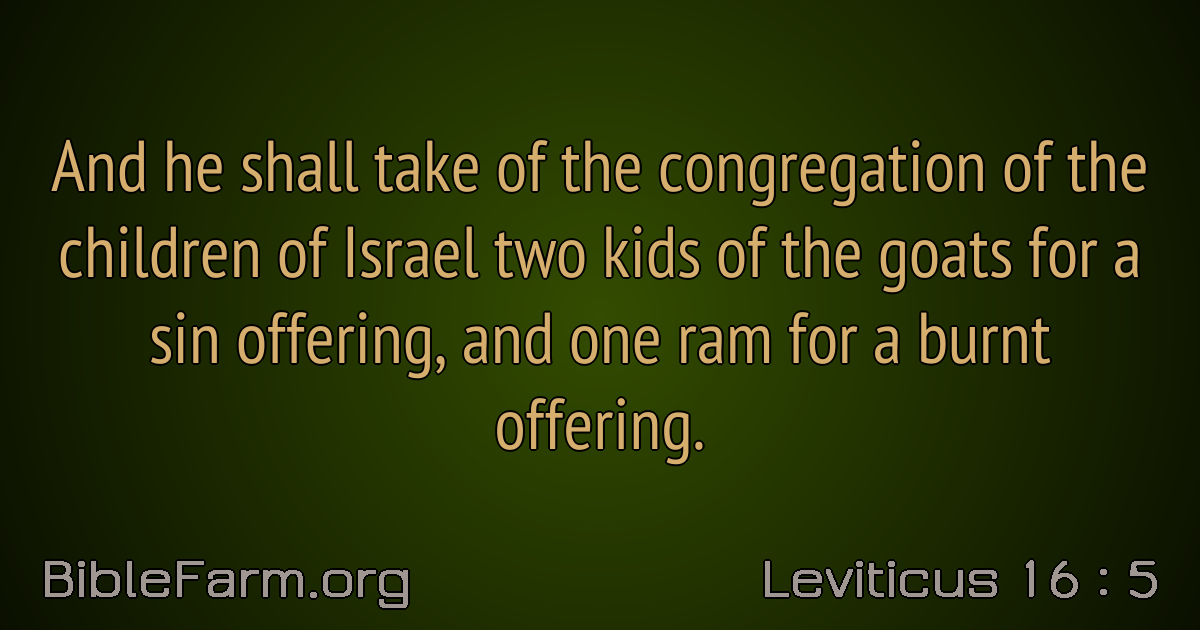 And he shall take of the congregation of the
children of Israel two kids of the goats for a
sin offering, and one ram for a burnt
offering.
BibleFarm.org
Leviticus 16 : 5